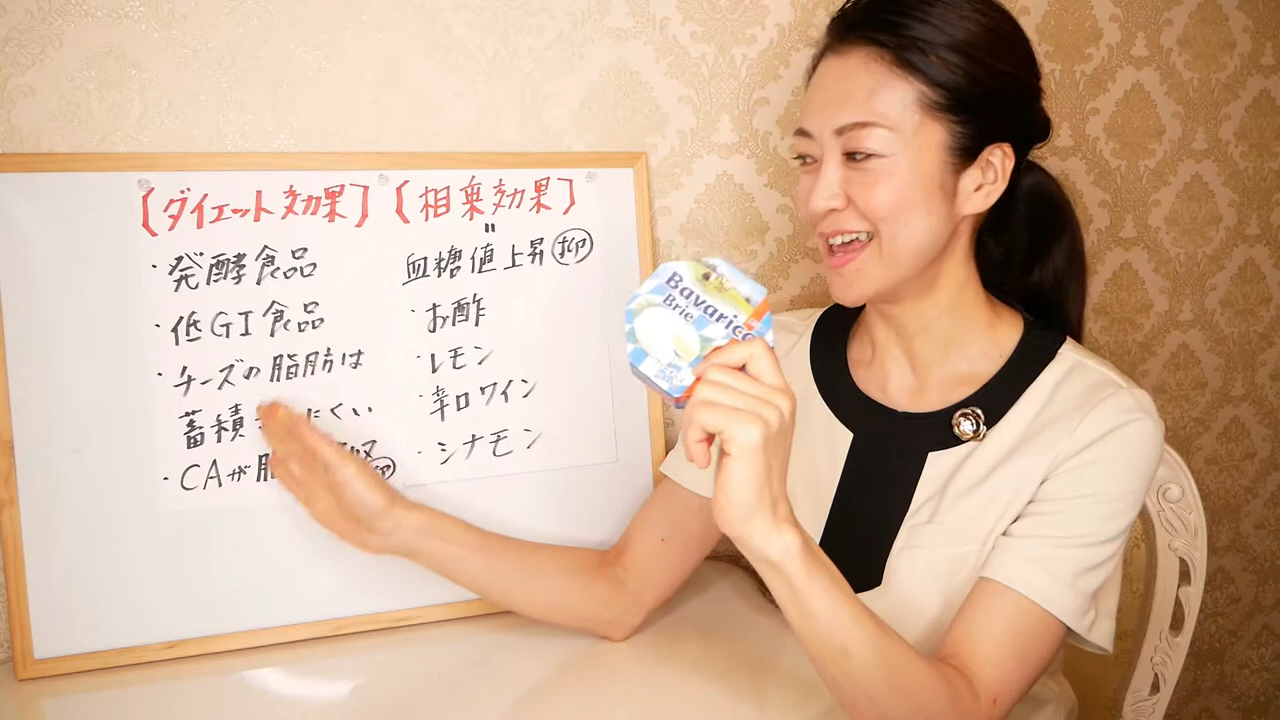 【ダイエット効果】【相乗効果】
・発酵食品
・低GI食品
・チーズの脂肪は
蓄積 にくい
・CAが脂
〃
血糖値上昇抑
・お酢
・レモン
・辛口ワイン
・シナモン
Bavarico
Brie